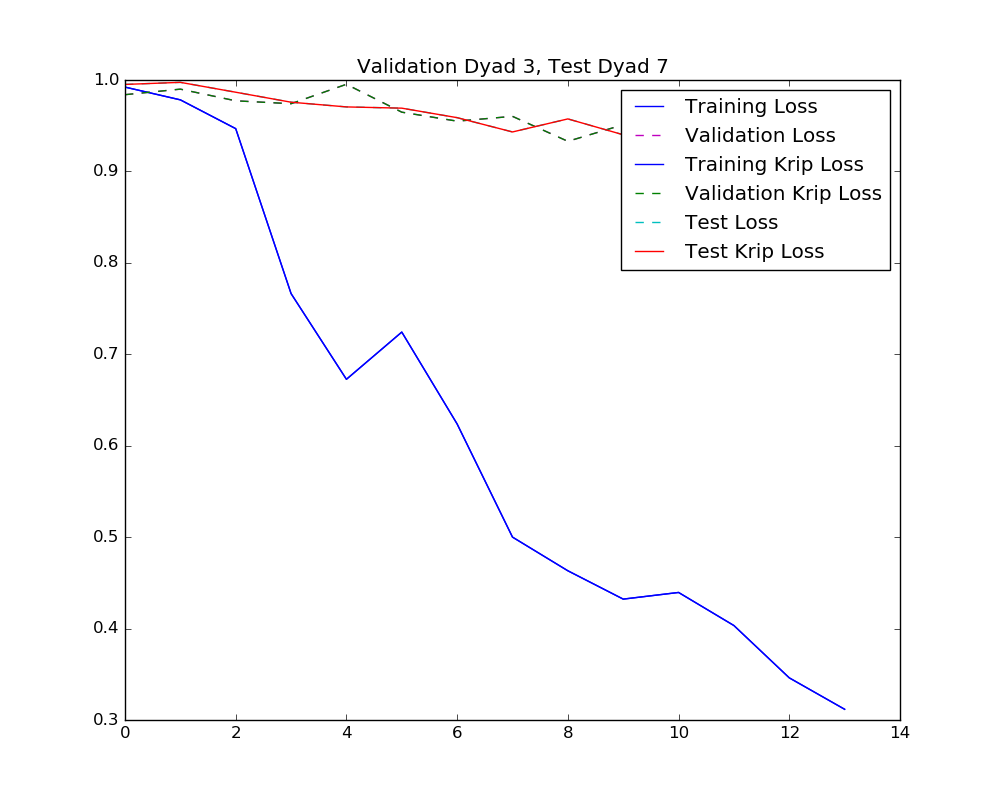 Validation Dyad 3, Test Dyad 7
1.0
0.9
0.8
0.7
0.6
0.5
0.4
0.3
0 2 4 6 8 10 12 14
Training Loss
Validation Loss
Training Krip Loss
Validation Krip Loss
Test Loss
Test Krip Loss